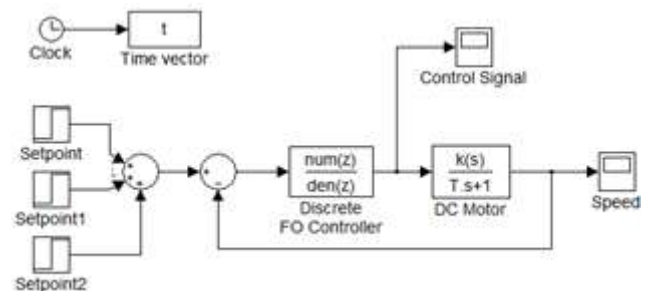 t
Clock
Time vector
Control Signal
Setpoint
num(z)
den(z)
k(s)
T.s+1
Discrete
FO Controller
DC Motor
Speed
Setpoint1
Setpoint2